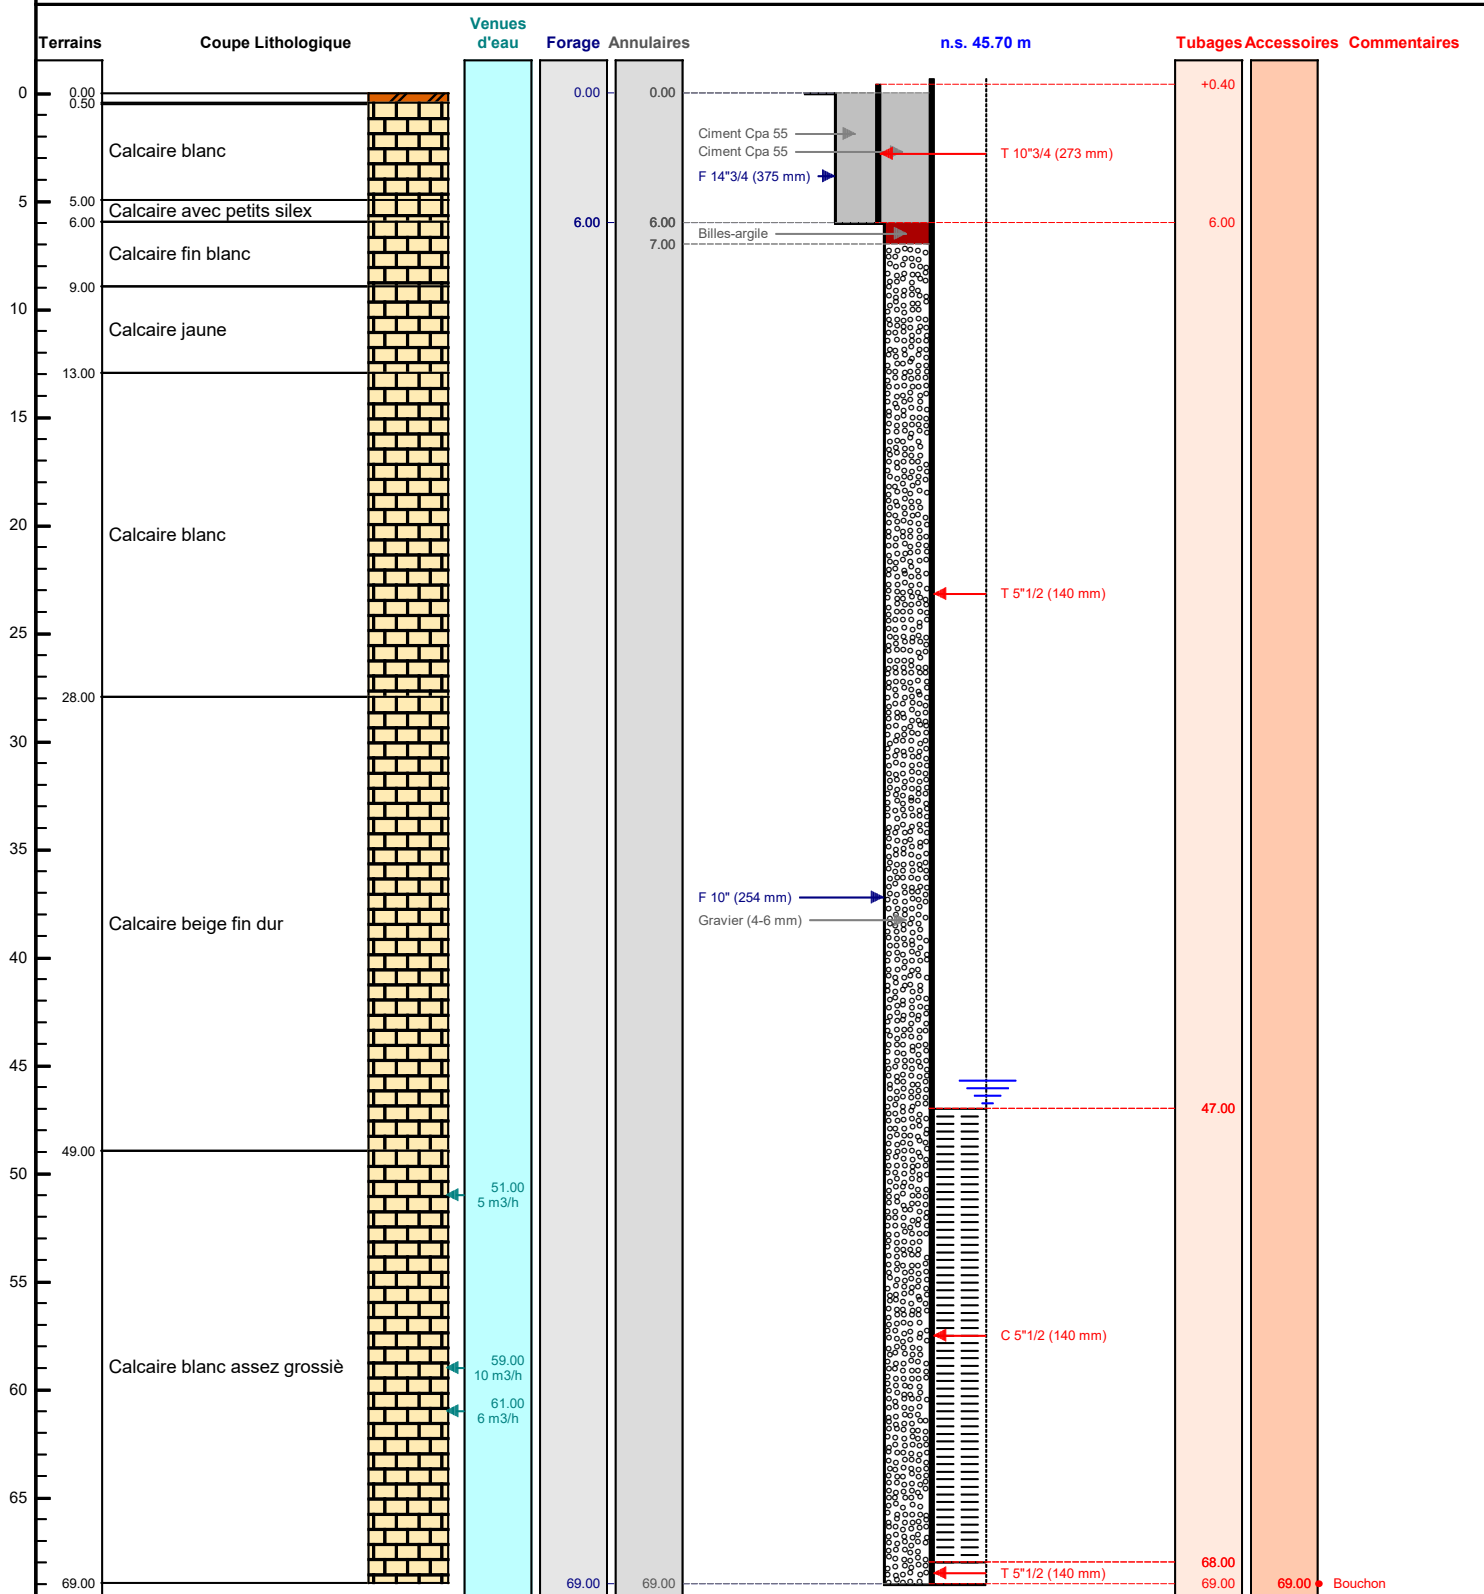 Venues
d'eau
Terrains Coupe Lithologique Forage Annulaires n.s. 45.70 m Tubages Accessoires Commentaires
+0.40
0 0.00 0.00 0.00
0.50
Ciment Cpa 55
Calcaire blanc Ciment Cpa 55 T 10"3/4 (273 mm)
F 14"3/4 (375 mm)
5 5.00
Calcaire avec petits silex
6.00 6.00 6.00 6.00
Billes-argile
7.00
Calcaire fin blanc
9.00
10
Calcaire jaune
13.00
15
20
Calcaire blanc
T 5"1/2 (140 mm)
25
28.00
30
35
F 10" (254 mm)
Gravier (4-6 mm)
Calcaire beige fin dur
40
45
47.00
49.00
50
51.00
5 m3/h
55
C 5"1/2 (140 mm)
59.00
Calcaire blanc assez grossiè
10 m3/h
60
61.00
6 m3/h
65
68.00
T 5"1/2 (140 mm)
69.00 69.00 69.00 69.00 69.00 Bouchon